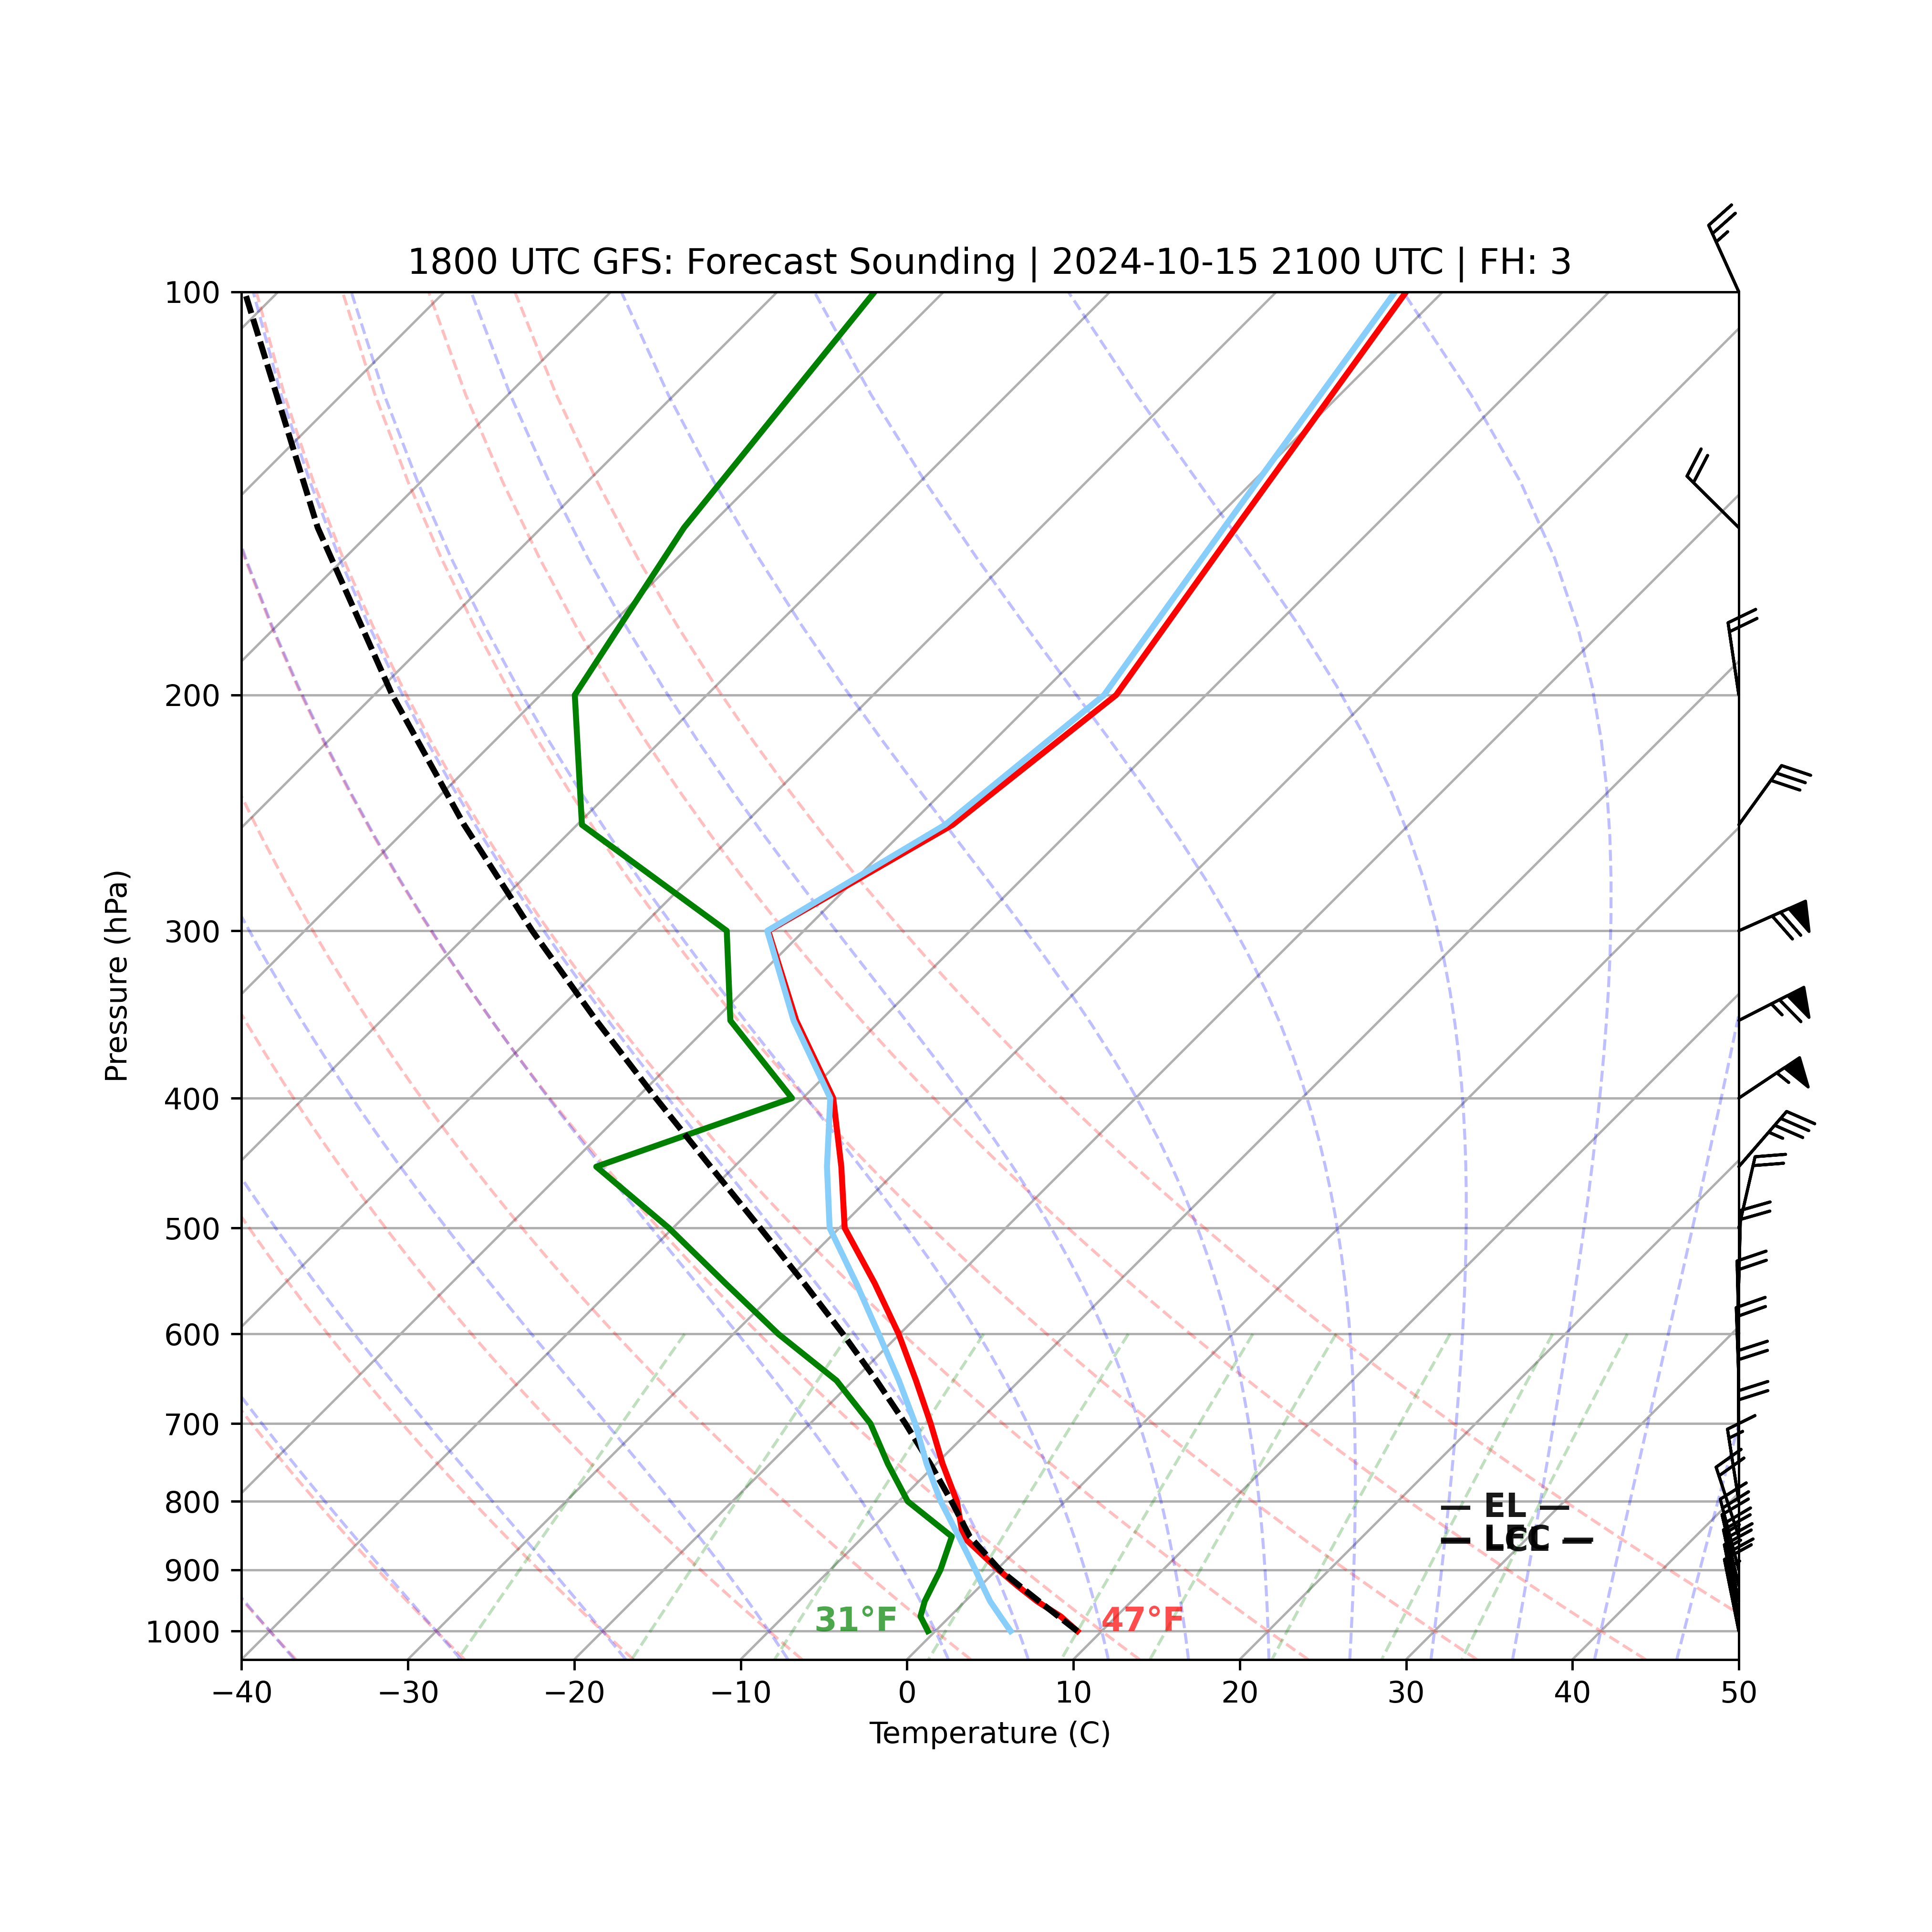 1800 UTC GFS: Forecast Sounding | 2024-10-15 2100 UTC | FH: 3
100
200
300
400
500
600
700
800
900
1000
Pressure (hPa)
— EL —
— LFC —
— LCL —
31°F
47°F
−40 −30 −20 −10 0 10 20 30 40 50
Temperature (C)